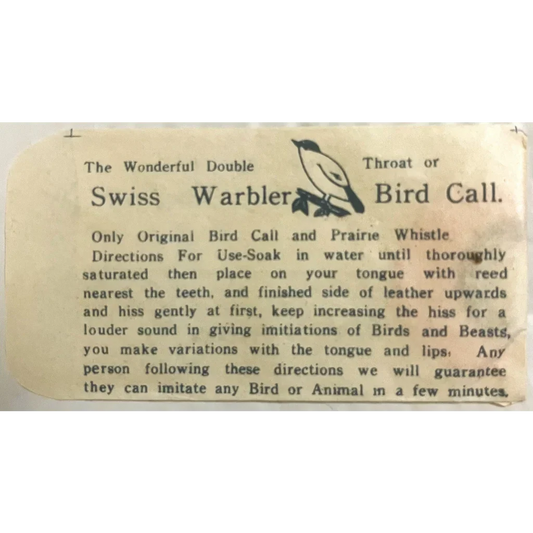 The Wonderful Double Throat or
Swiss Warbler Bird Call.
Only Original Bird Call and Prairie Whistle
Directions For Use-Soak in water until thoroughly
saturated then place on your tongue with reed
nearest the teeth, and finished side of leather upwards
and hiss gently at first, keep increasing the hiss for a
louder sound in giving imitiations of Birds and Beasts,
you make variations with the tongue and lips. Any
person following these directions we will guarantee
they can imitate any Bird or Animal in a few minutes.